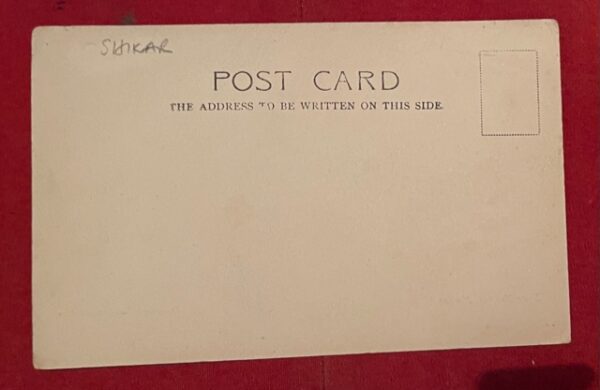 SHIKAR
POST CARD
THE ADDRESS TO BE WRITTEN ON THIS SIDE.